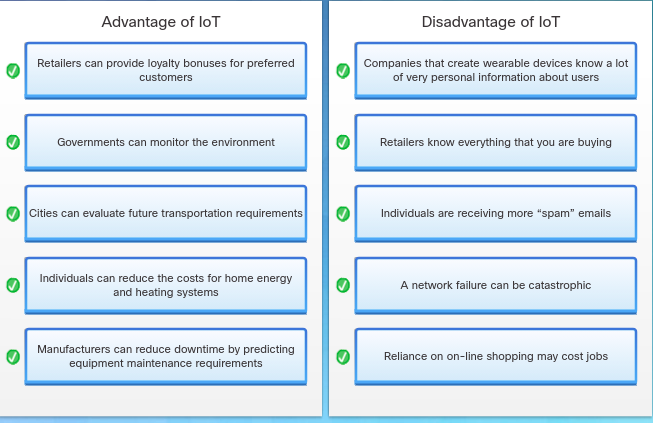 Advantage of IoT
Retailers can provide loyalty bonuses for preferred
customers
Governments can monitor the environment
Cities can evaluate future transportation requirements
Individuals can reduce the costs for home energy
and heating systems
Manufacturers can reduce downtime by predicting
equipment maintenance requirements
Disadvantage of IoT
Companies that create wearable devices know a lot
of very personal information about users
Retailers know everything that you are buying
Individuals are receiving more “spam” emails
A network failure can be catastrophic
Reliance on on-line shopping may cost jobs